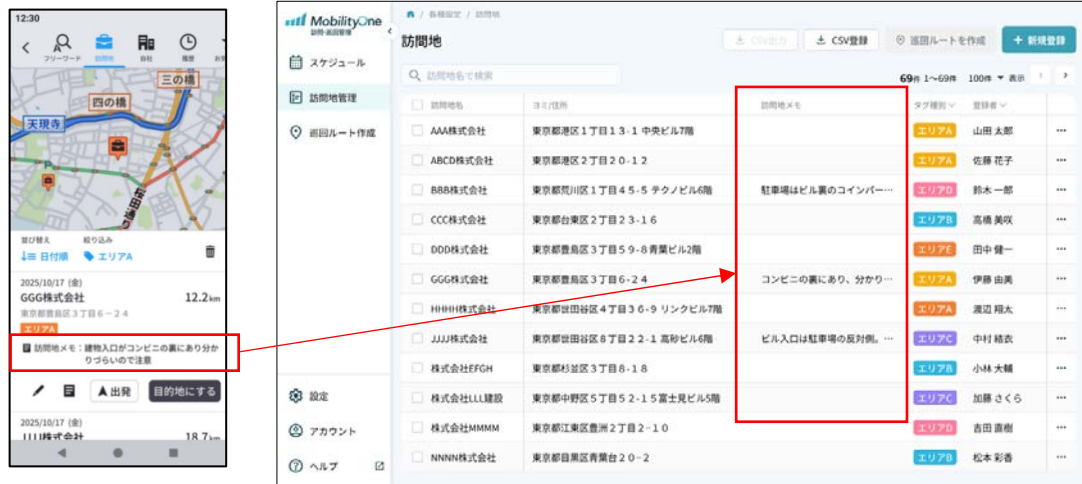 12:30
フリーワード
訪問地
自社
履歴
三の橋
四の橋
天現寺
桜田通り
並び替え
絞り込み
日付順
エリアA
2025/10/17 (金)
GGG株式会社
12.2km
東京都豊島区3丁目6-24
エリアA
訪問地メモ：建物入口がコンビニの裏にあり分か
りづらいので注意
出発
目的地にする
2025/10/17 (金)
JJJJ株式会社
18.7km
MobilityOne
訪問・巡回管理
スケジュール
訪問地管理
巡回ルート作成
設定
アカウント
ヘルプ
/ 各種設定 / 訪問地
訪問地
CSV出力
CSV登録
巡回ルートを作成
+ 新規登録
訪問地名で検索
69件 1〜69件 100件 表示
訪問地名 ヨミ/住所 訪問地メモ タグ種別 登録者
AAA株式会社 東京都港区1丁目13-1 中央ビル7階 エリアA 山田 太郎
ABCD株式会社 東京都港区2丁目20-12 エリアA 佐藤 花子
BBB株式会社 東京都荒川区1丁目45-5 テクノビル6階 駐車場はビル裏のコインパー… エリアD 鈴木 一郎
CCC株式会社 東京都台東区2丁目23-16 エリアB 高橋 美咲
DDD株式会社 東京都豊島区3丁目59-8青葉ビル2階 エリアE 田中 健一
GGG株式会社 東京都豊島区3丁目6-24 コンビニの裏にあり、分かり… エリアA 伊藤 由美
HHHH株式会社 東京都世田谷区4丁目36-9 リンクビル7階 エリアA 渡辺 翔太
JJJJ株式会社 東京都世田谷区8丁目22-1 高砂ビル6階 ビル入口は駐車場の反対側。… エリアC 中村 結衣
株式会社EFGH 東京都杉並区3丁目8-18 エリアB 小林 大輔
株式会社LLL建設 東京都中野区5丁目52-15富士見ビル5階 エリアC 加藤 さくら
株式会社MMMM 東京都江東区豊洲2丁目2-10 エリアD 吉田 直樹
NNNN株式会社 東京都目黒区青葉台20-2 エリアB 松本 彩香